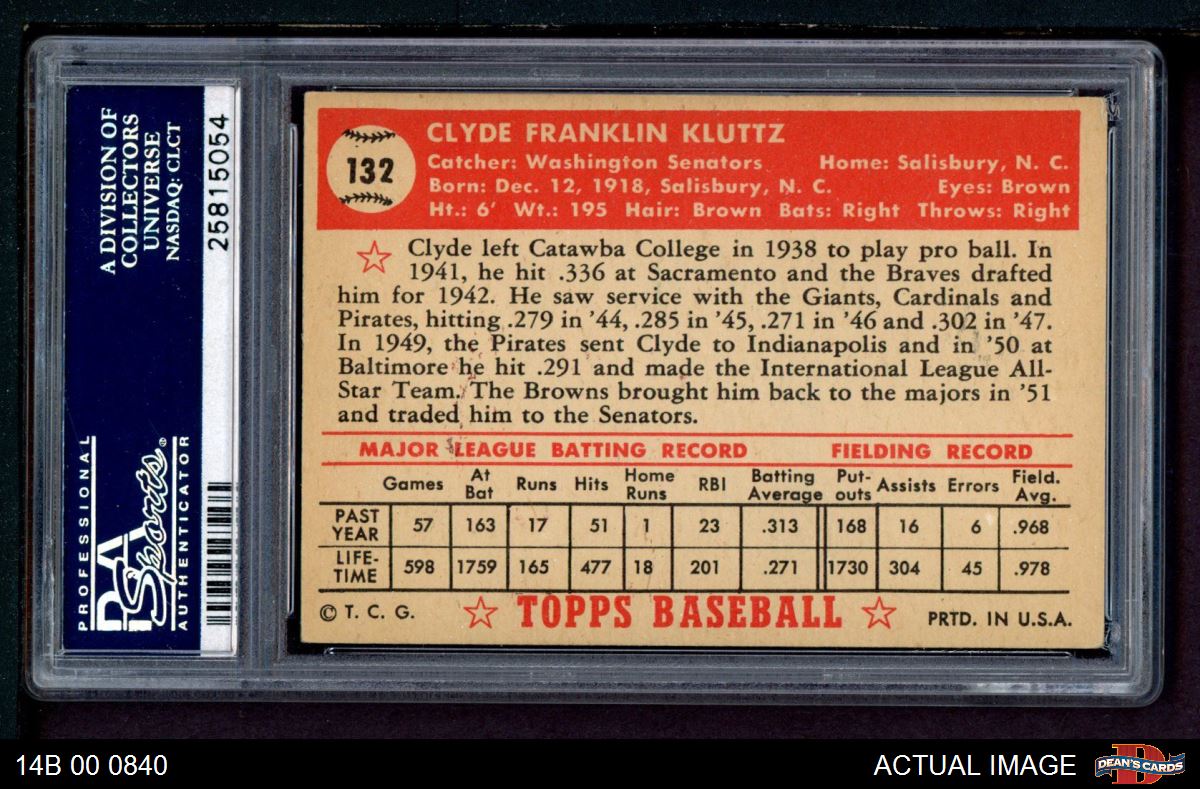 A DIVISION OF
COLLECTORS
UNIVERSE
NASDAQ: CLCT
25815054
PROFESSIONAL
PSA
Sports®
AUTHENTICATOR
132
CLYDE FRANKLIN KLUTTZ
Catcher: Washington Senators Home: Salisbury, N. C.
Born: Dec. 12, 1918, Salisbury, N. C. Eyes: Brown
Ht.: 6' Wt.: 195 Hair: Brown Bats: Right Throws: Right
Clyde left Catawba College in 1938 to play pro ball. In
1941, he hit .336 at Sacramento and the Braves drafted
him for 1942. He saw service with the Giants, Cardinals and
Pirates, hitting .279 in '44, .285 in '45, .271 in '46 and .302 in '47.
In 1949, the Pirates sent Clyde to Indianapolis and in '50 at
Baltimore he hit .291 and made the International League All-
Star Team. The Browns brought him back to the majors in '51
and traded him to the Senators.
MAJOR LEAGUE BATTING RECORD FIELDING RECORD
Games At Bat Runs Hits Home Runs RBI Batting Average Put-outs Assists Errors Field. Avg.
PAST YEAR 57 163 17 51 1 23 .313 168 16 6 .968
LIFE-TIME 598 1759 165 477 18 201 .271 1730 304 45 .978
© T. C. G. TOPPS BASEBALL PRTD. IN U.S.A.
14B 00 0840 ACTUAL IMAGE DEAN'S CARDS